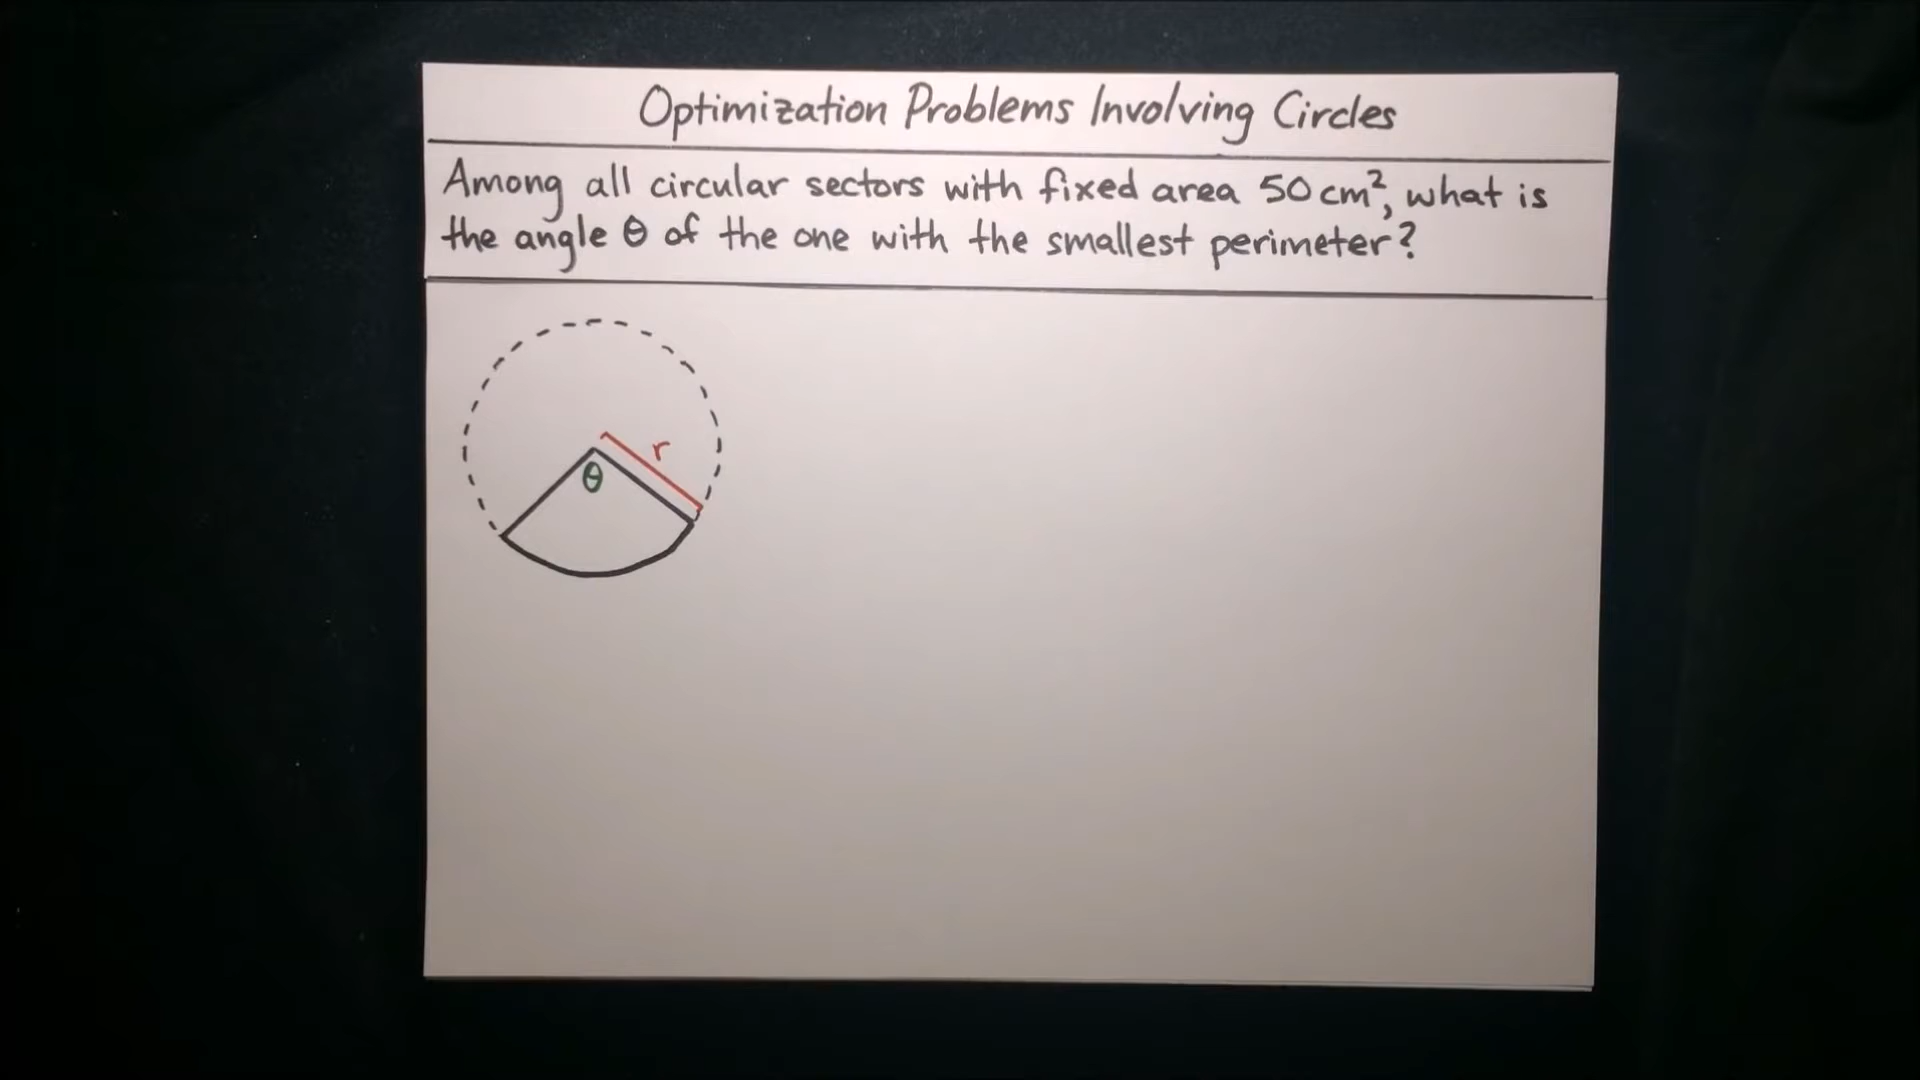 Optimization Problems Involving Circles
Among all circular sectors with fixed area 50 cm², what is
the angle θ of the one with the smallest perimeter?
r
θ